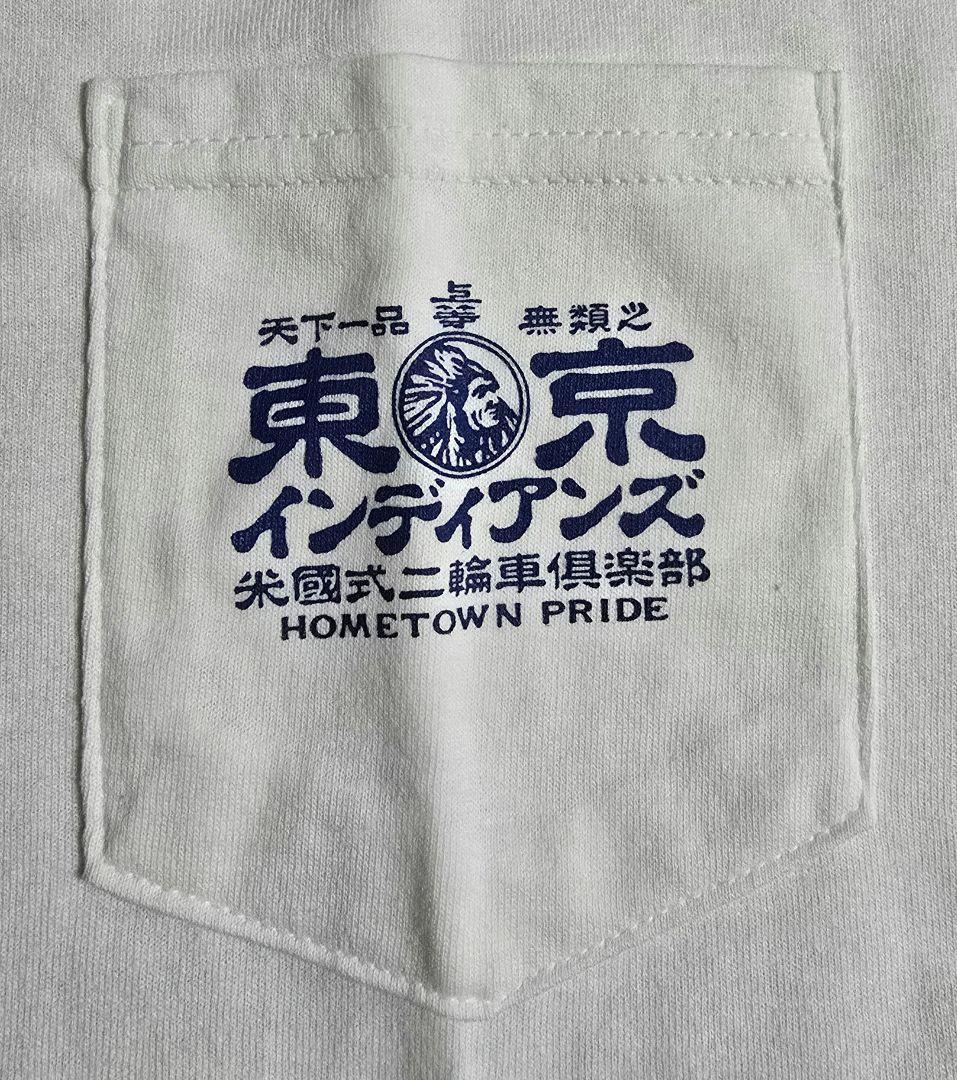 上等
天下一品 無類之
東京
インディアンズ
米國式二輪車倶楽部
HOMETOWN PRIDE